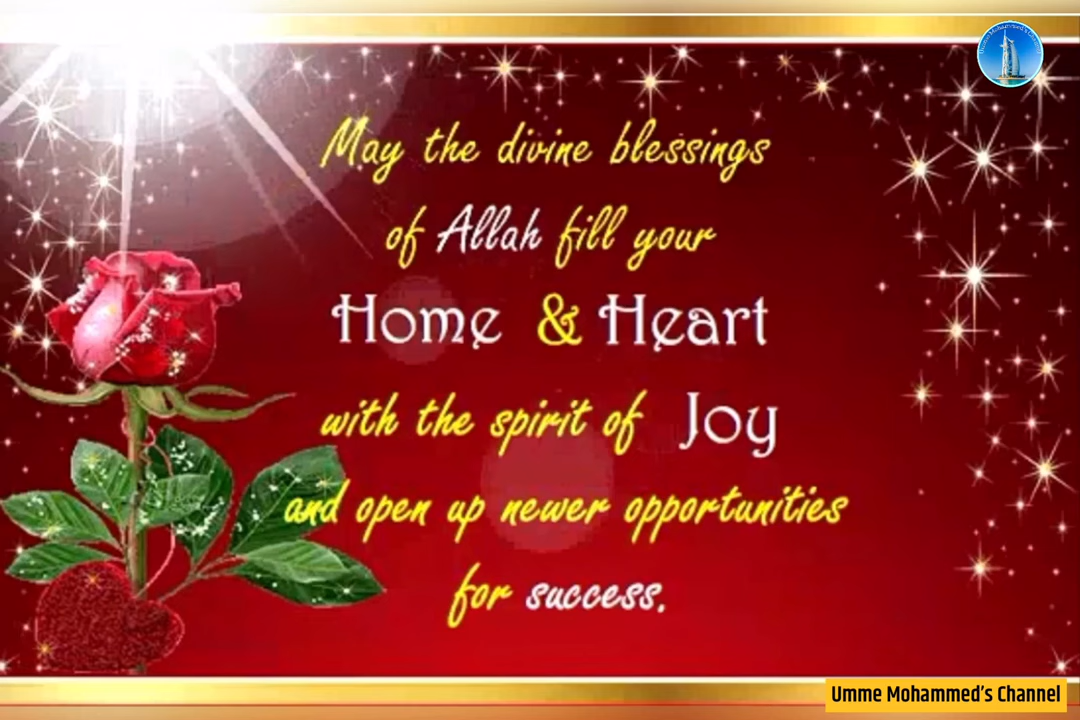 May the divine blessings
of Allah fill your
Home & Heart
with the spirit of Joy
and open up newer opportunities
for success.
Umme Mohammed's Channel